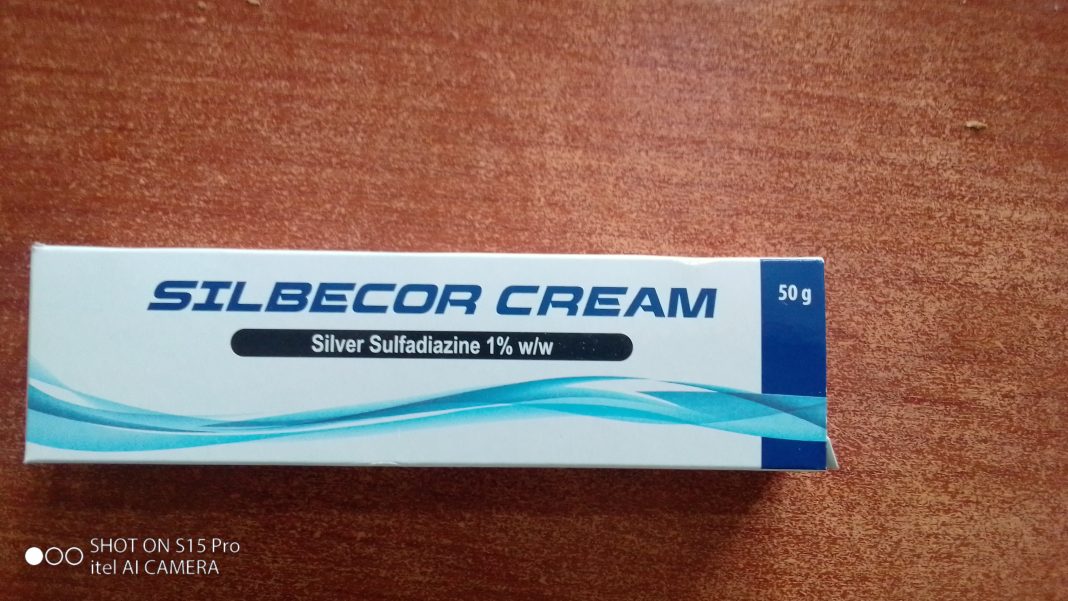 SILBECOR CREAM
50 g
Silver Sulfadiazine 1% w/w
SHOT ON S15 Pro
itel AI CAMERA